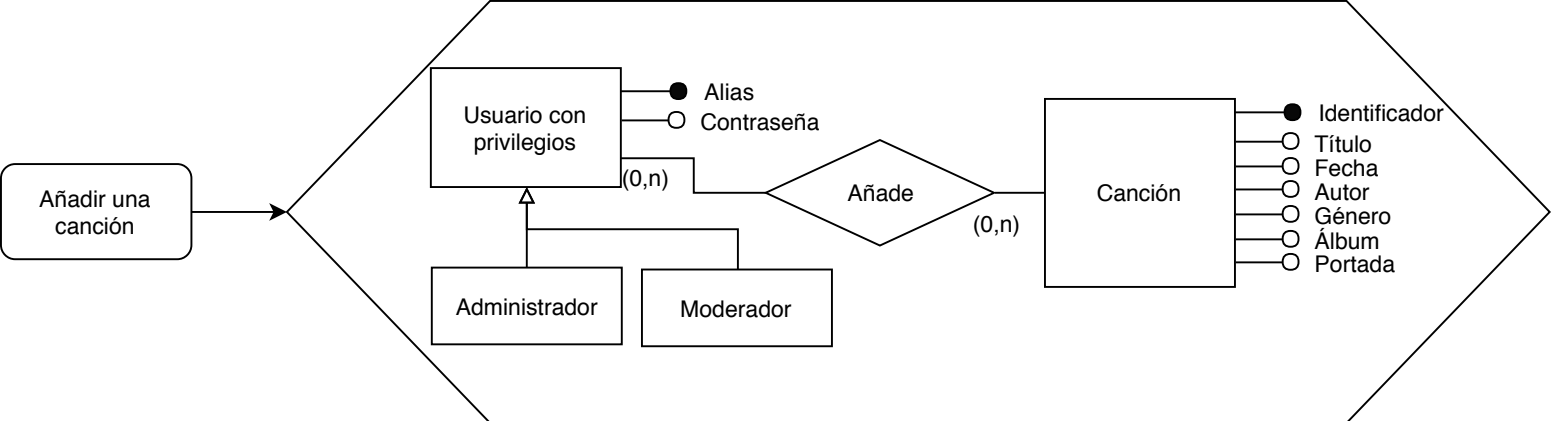 Añadir una
canción
Usuario con
privilegios
Alias
Contraseña
(0,n)
Administrador
Moderador
Añade
(0,n)
Canción
Identificador
Título
Fecha
Autor
Género
Álbum
Portada